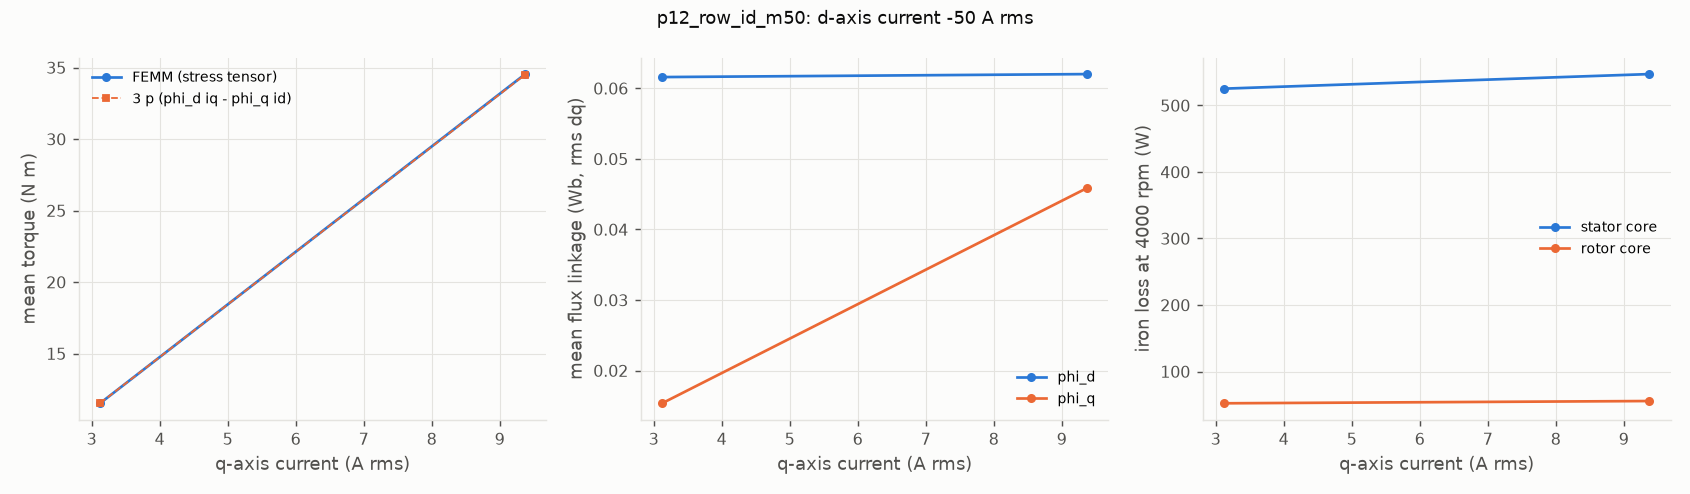 p12_row_id_m50: d-axis current -50 A rms
mean torque (N m)
35
30
25
20
15
3 4 5 6 7 8 9
q-axis current (A rms)
FEMM (stress tensor)
3 p (phi_d iq - phi_q id)
mean flux linkage (Wb, rms dq)
0.06
0.05
0.04
0.03
0.02
3 4 5 6 7 8 9
q-axis current (A rms)
phi_d
phi_q
iron loss at 4000 rpm (W)
500
400
300
200
100
3 4 5 6 7 8 9
q-axis current (A rms)
stator core
rotor core